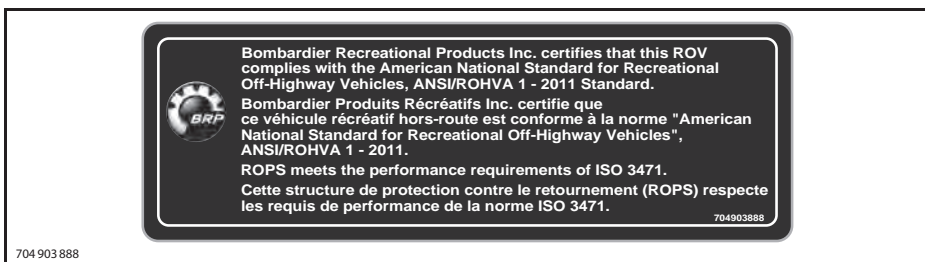 Bombardier Recreational Products Inc. certifies that this ROV
complies with the American National Standard for Recreational
Off-Highway Vehicles, ANSI/ROHVA 1 - 2011 Standard.
Bombardier Produits Récréatifs Inc. certifie que
ce véhicule récréatif hors-route est conforme à la norme "American
National Standard for Recreational Off-Highway Vehicles",
ANSI/ROHVA 1 - 2011.
BRP
ROPS meets the performance requirements of ISO 3471.
Cette structure de protection contre le retournement (ROPS) respecte
les requis de performance de la norme ISO 3471.
704903888
704 903 888